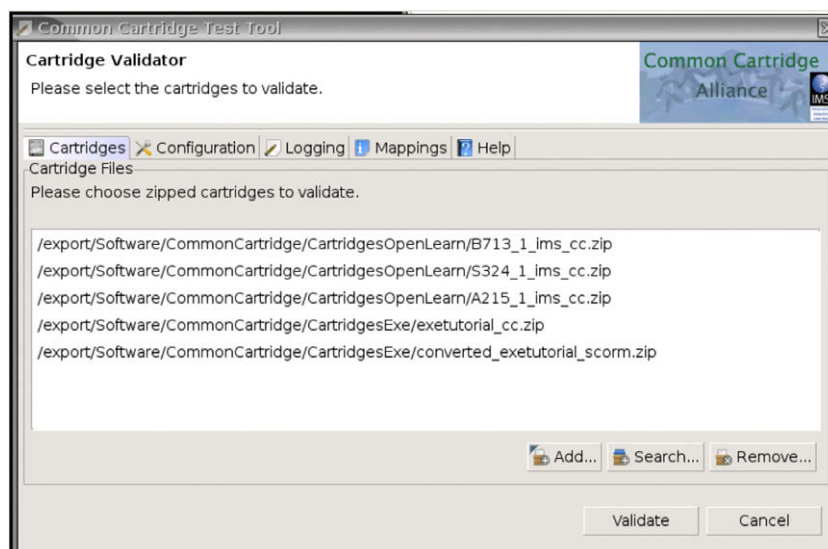 Common Cartridge Test Tool
Cartridge Validator
Please select the cartridges to validate.
Common Cartridge
Alliance
IMS
Cartridges Configuration Logging Mappings Help
Cartridge Files
Please choose zipped cartridges to validate.
/export/Software/CommonCartridge/CartridgesOpenLearn/B713_1_ims_cc.zip
/export/Software/CommonCartridge/CartridgesOpenLearn/S324_1_ims_cc.zip
/export/Software/CommonCartridge/CartridgesOpenLearn/A215_1_ims_cc.zip
/export/Software/CommonCartridge/CartridgesExe/exetutorial_cc.zip
/export/Software/CommonCartridge/CartridgesExe/converted_exetutorial_scorm.zip
Add... Search... Remove...
Validate Cancel